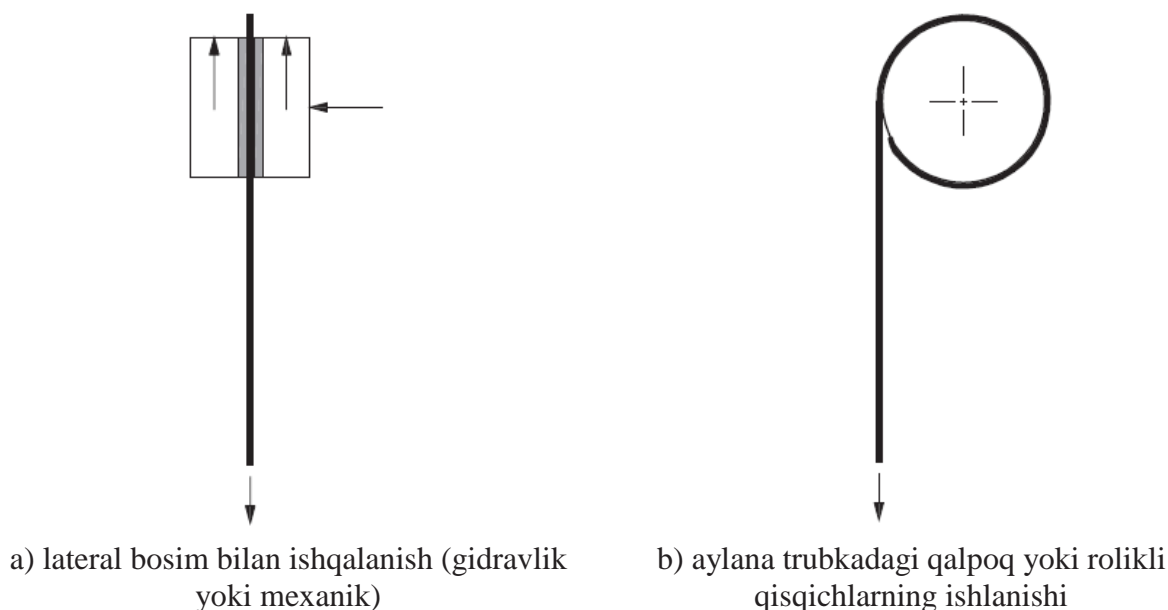 a) lateral bosim bilan ishqalanish (gidravlik
yoki mexanik)
b) aylana trubkadagi qalpoq yoki rolikli
qisqichlarning ishlanishi